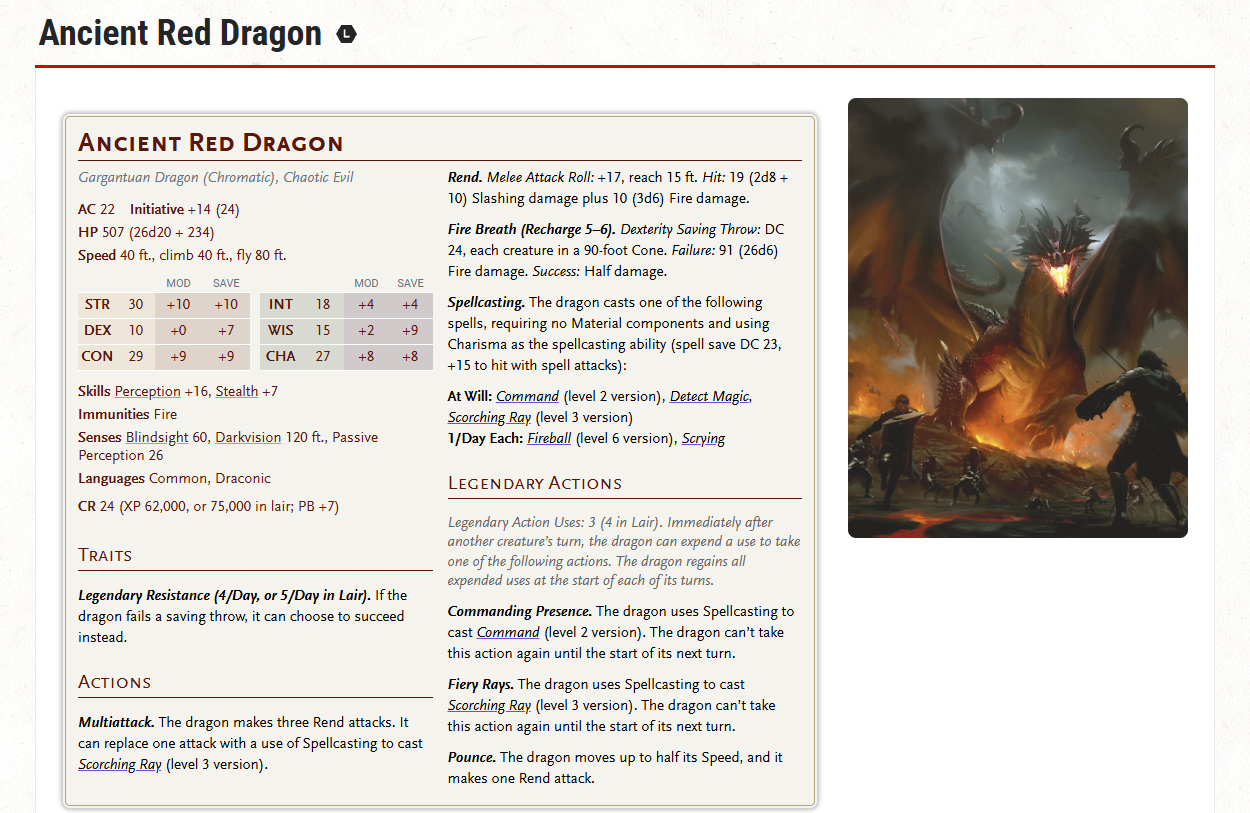 Ancient Red Dragon L
Ancient Red Dragon
Gargantuan Dragon (Chromatic), Chaotic Evil
AC 22 Initiative +14 (24)
HP 507 (26d20 + 234)
Speed 40 ft., climb 40 ft., fly 80 ft.
MOD SAVE MOD SAVE
STR 30 +10 +10 INT 18 +4 +4
DEX 10 +0 +7 WIS 15 +2 +9
CON 29 +9 +9 CHA 27 +8 +8
Skills Perception +16, Stealth +7
Immunities Fire
Senses Blindsight 60, Darkvision 120 ft., Passive
Perception 26
Languages Common, Draconic
CR 24 (XP 62,000, or 75,000 in lair; PB +7)
Traits
Legendary Resistance (4/Day, or 5/Day in Lair). If the
dragon fails a saving throw, it can choose to succeed
instead.
Actions
Multiattack. The dragon makes three Rend attacks. It
can replace one attack with a use of Spellcasting to cast
Scorching Ray (level 3 version).
Rend. Melee Attack Roll: +17, reach 15 ft. Hit: 19 (2d8 +
10) Slashing damage plus 10 (3d6) Fire damage.
Fire Breath (Recharge 5–6). Dexterity Saving Throw: DC
24, each creature in a 90-foot Cone. Failure: 91 (26d6)
Fire damage. Success: Half damage.
Spellcasting. The dragon casts one of the following
spells, requiring no Material components and using
Charisma as the spellcasting ability (spell save DC 23,
+15 to hit with spell attacks):
At Will: Command (level 2 version), Detect Magic,
Scorching Ray (level 3 version)
1/Day Each: Fireball (level 6 version), Scrying
Legendary Actions
Legendary Action Uses: 3 (4 in Lair). Immediately after
another creature's turn, the dragon can expend a use to take
one of the following actions. The dragon regains all
expended uses at the start of each of its turns.
Commanding Presence. The dragon uses Spellcasting to
cast Command (level 2 version). The dragon can't take
this action again until the start of its next turn.
Fiery Rays. The dragon uses Spellcasting to cast
Scorching Ray (level 3 version). The dragon can't take
this action again until the start of its next turn.
Pounce. The dragon moves up to half its Speed, and it
makes one Rend attack.